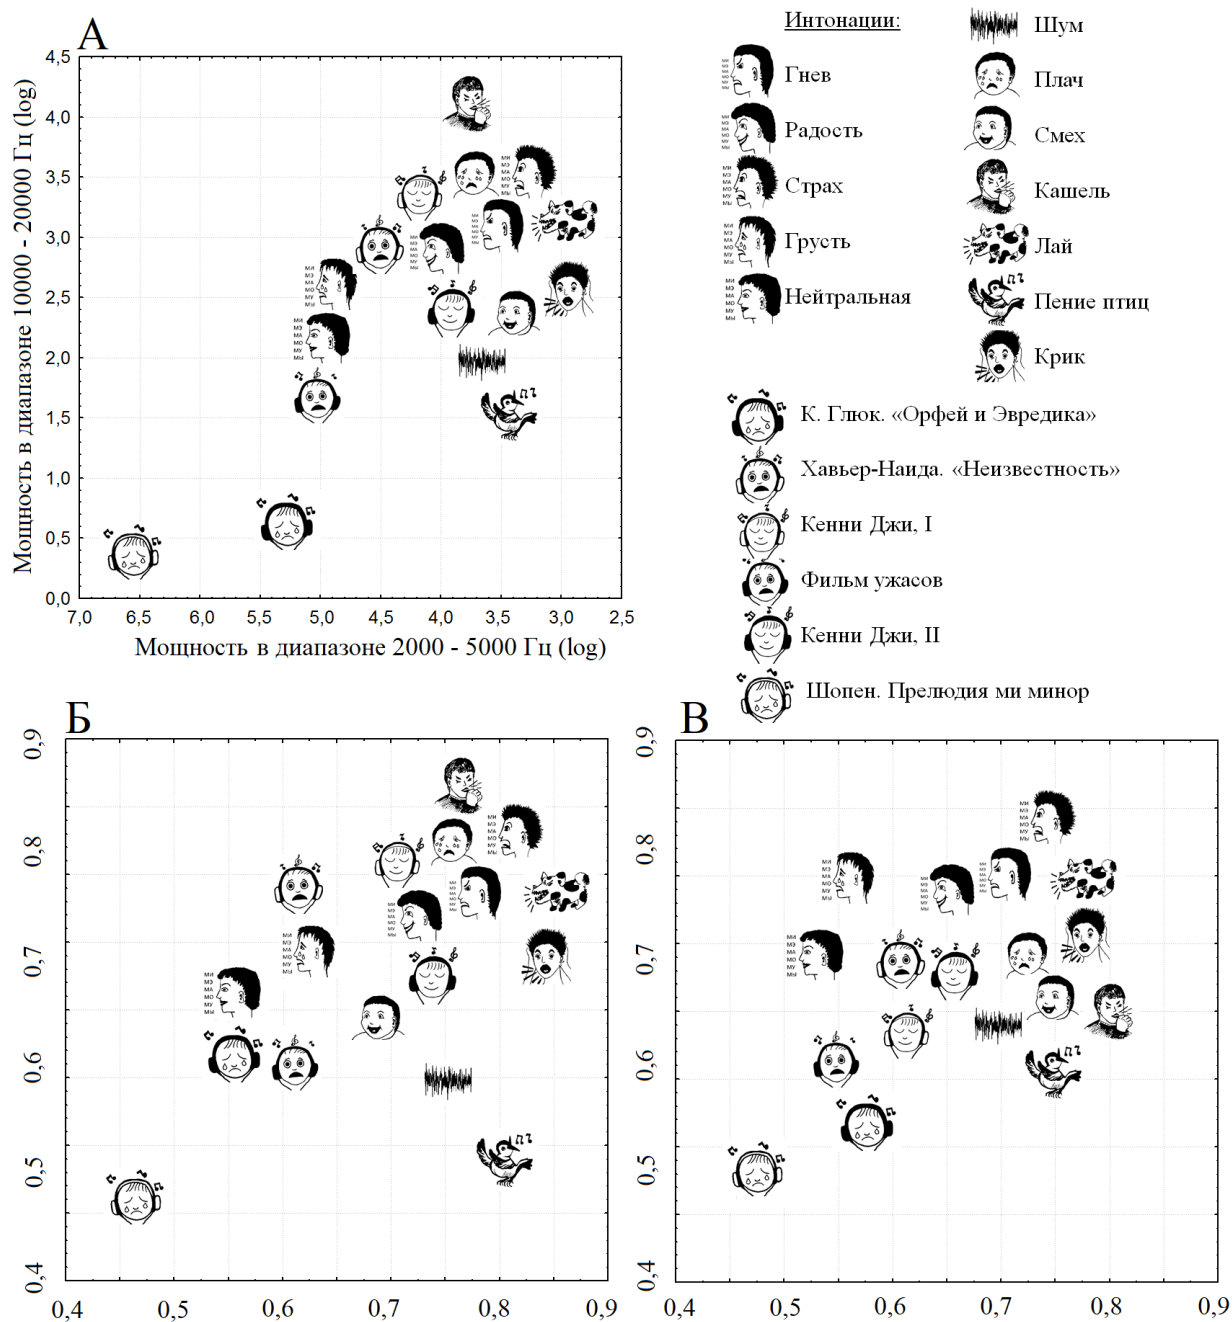 А
4,5
4,0
3,5
3,0
2,5
2,0
1,5
1,0
0,5
0,0
Мощность в диапазоне 10000 - 20000 Гц (log)
7,0 6,5 6,0 5,5 5,0 4,5 4,0 3,5 3,0 2,5
Мощность в диапазоне 2000 - 5000 Гц (log)
Интонации:
Гнев
Радость
Страх
Грусть
Нейтральная
Шум
Плач
Смех
Кашель
Лай
Пение птиц
Крик
К. Глюк. «Орфей и Эвредика»
Хавьер-Наида. «Неизвестность»
Кенни Джи, I
Фильм ужасов
Кенни Джи, II
Шопен. Прелюдия ми минор
Б
0,9
0,8
0,7
0,6
0,5
0,4
0,4 0,5 0,6 0,7 0,8 0,9
В
0,9
0,8
0,7
0,6
0,5
0,4
0,4 0,5 0,6 0,7 0,8 0,9